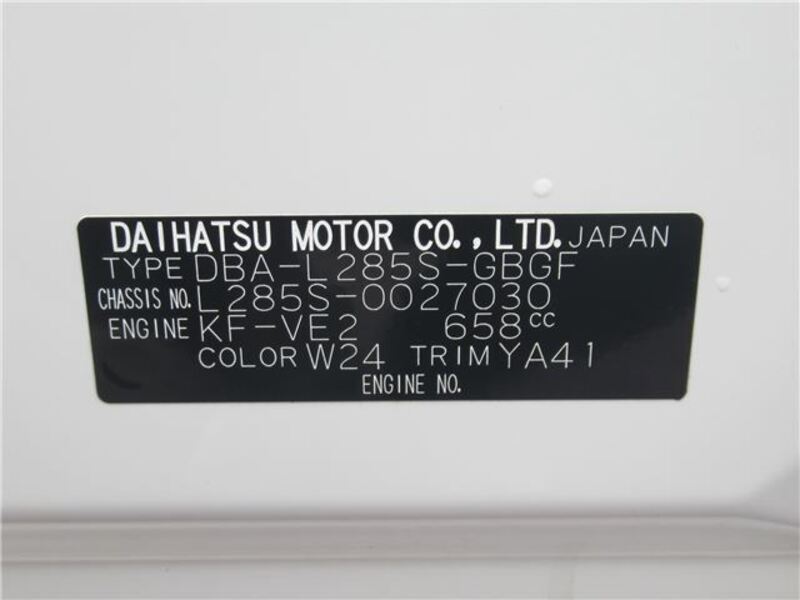 DAIHATSU MOTOR CO., LTD. JAPAN
TYPE DBA-L285S-GBGF
CHASSIS NO. L285S-0027030
ENGINE KF-VE2 658cc
COLOR W24 TRIM YA41
ENGINE NO.